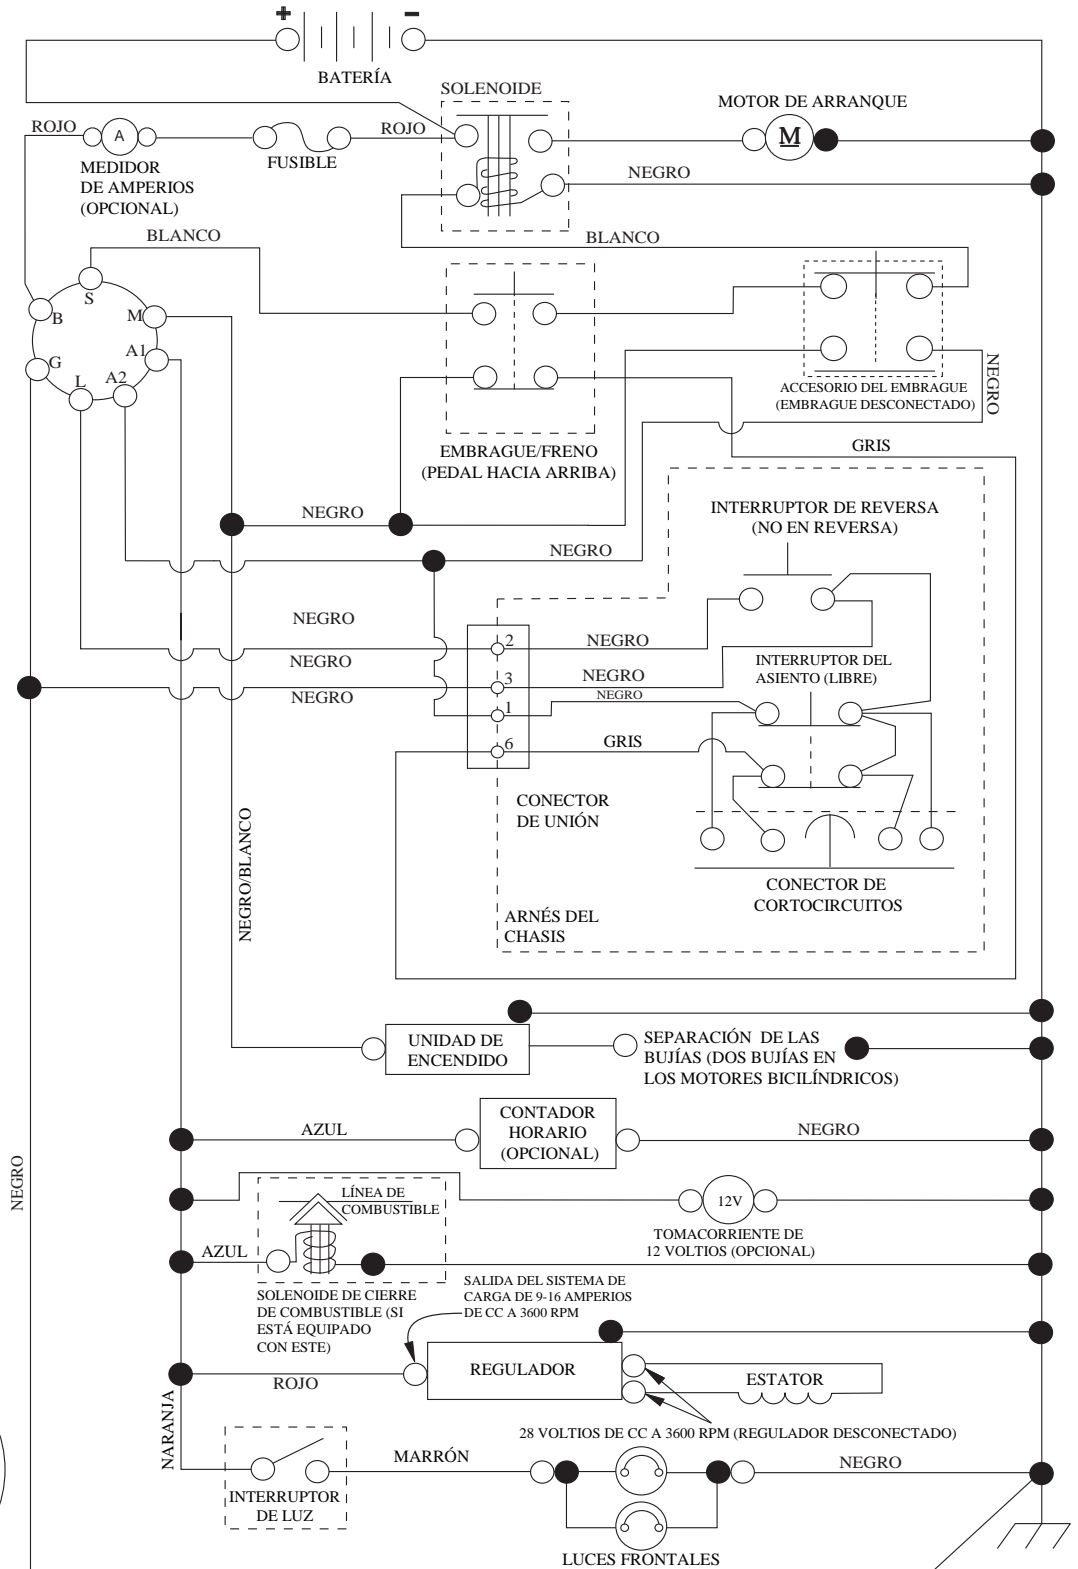 + −
BATERÍA
SOLENOIDE
MOTOR DE ARRANQUE
ROJO
A
ROJO
M
FUSIBLE
MEDIDOR
DE AMPERIOS
(OPCIONAL)
NEGRO
BLANCO
BLANCO
S
B
M
A1
G
L
A2
NEGRO
ACCESORIO DEL EMBRAGUE
(EMBRAGUE DESCONECTADO)
EMBRAGUE/FRENO
(PEDAL HACIA ARRIBA)
GRIS
NEGRO
INTERRUPTOR DE REVERSA
(NO EN REVERSA)
NEGRO
NEGRO
2
NEGRO
NEGRO
INTERRUPTOR DEL
ASIENTO (LIBRE)
3
NEGRO
NEGRO
NEGRO
1
6
GRIS
CONECTOR
DE UNIÓN
NEGRO/BLANCO
CONECTOR DE
CORTOCIRCUITOS
ARNÉS DEL
CHASIS
UNIDAD DE
ENCENDIDO
SEPARACIÓN DE LAS
BUJÍAS (DOS BUJÍAS EN
LOS MOTORES BICILÍNDRICOS)
CONTADOR
HORARIO
(OPCIONAL)
AZUL
NEGRO
NEGRO
LÍNEA DE
COMBUSTIBLE
12V
TOMACORRIENTE DE
12 VOLTIOS (OPCIONAL)
AZUL
SOLENOIDE DE CIERRE
DE COMBUSTIBLE (SI
ESTÁ EQUIPADO
CON ESTE)
SALIDA DEL SISTEMA DE
CARGA DE 9-16 AMPERIOS
DE CC A 3600 RPM
REGULADOR
ESTATOR
ROJO
NARANJA
28 VOLTIOS DE CC A 3600 RPM (REGULADOR DESCONECTADO)
MARRÓN
NEGRO
INTERRUPTOR
DE LUZ
LUCES FRONTALES